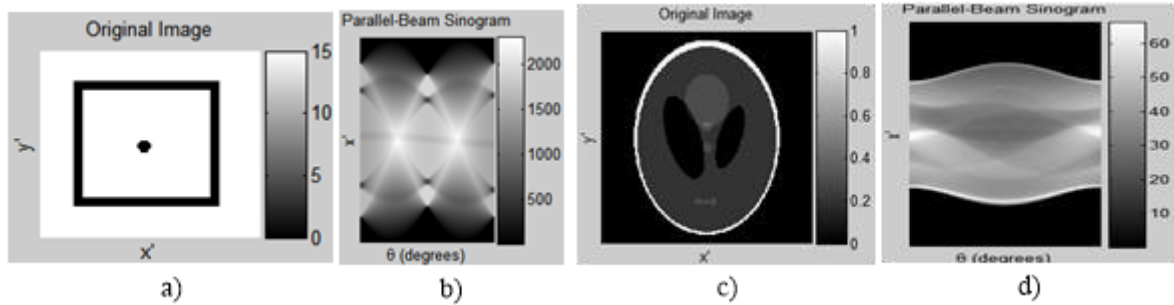 Original Image
y'
x'
15
10
5
0
a)
Parallel-Beam Sinogram
x'
θ (degrees)
2000
1500
1000
500
b)
Original Image
y'
x'
1
0.8
0.6
0.4
0.2
0
c)
Parallel-Beam Sinogram
x'
θ (degrees)
60
50
40
30
20
10
d)